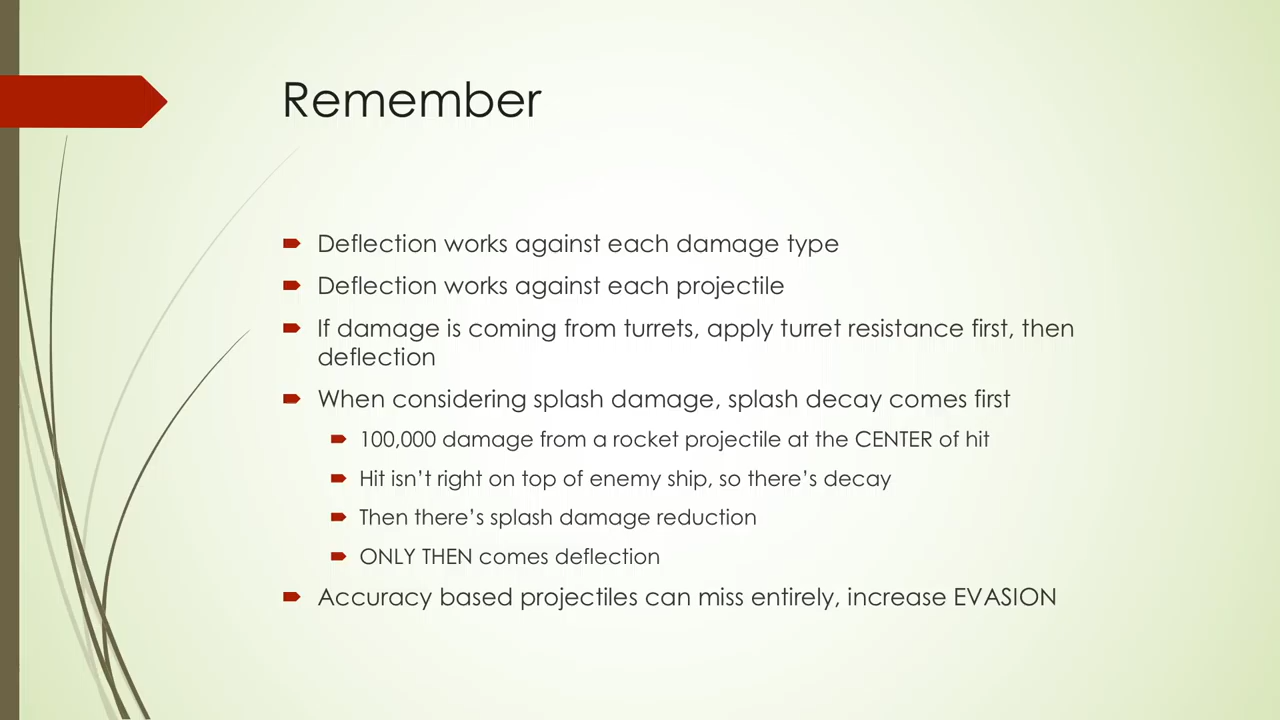 Remember
Deflection works against each damage type
Deflection works against each projectile
If damage is coming from turrets, apply turret resistance first, then
deflection
When considering splash damage, splash decay comes first
100,000 damage from a rocket projectile at the CENTER of hit
Hit isn’t right on top of enemy ship, so there’s decay
Then there’s splash damage reduction
ONLY THEN comes deflection
Accuracy based projectiles can miss entirely, increase EVASION